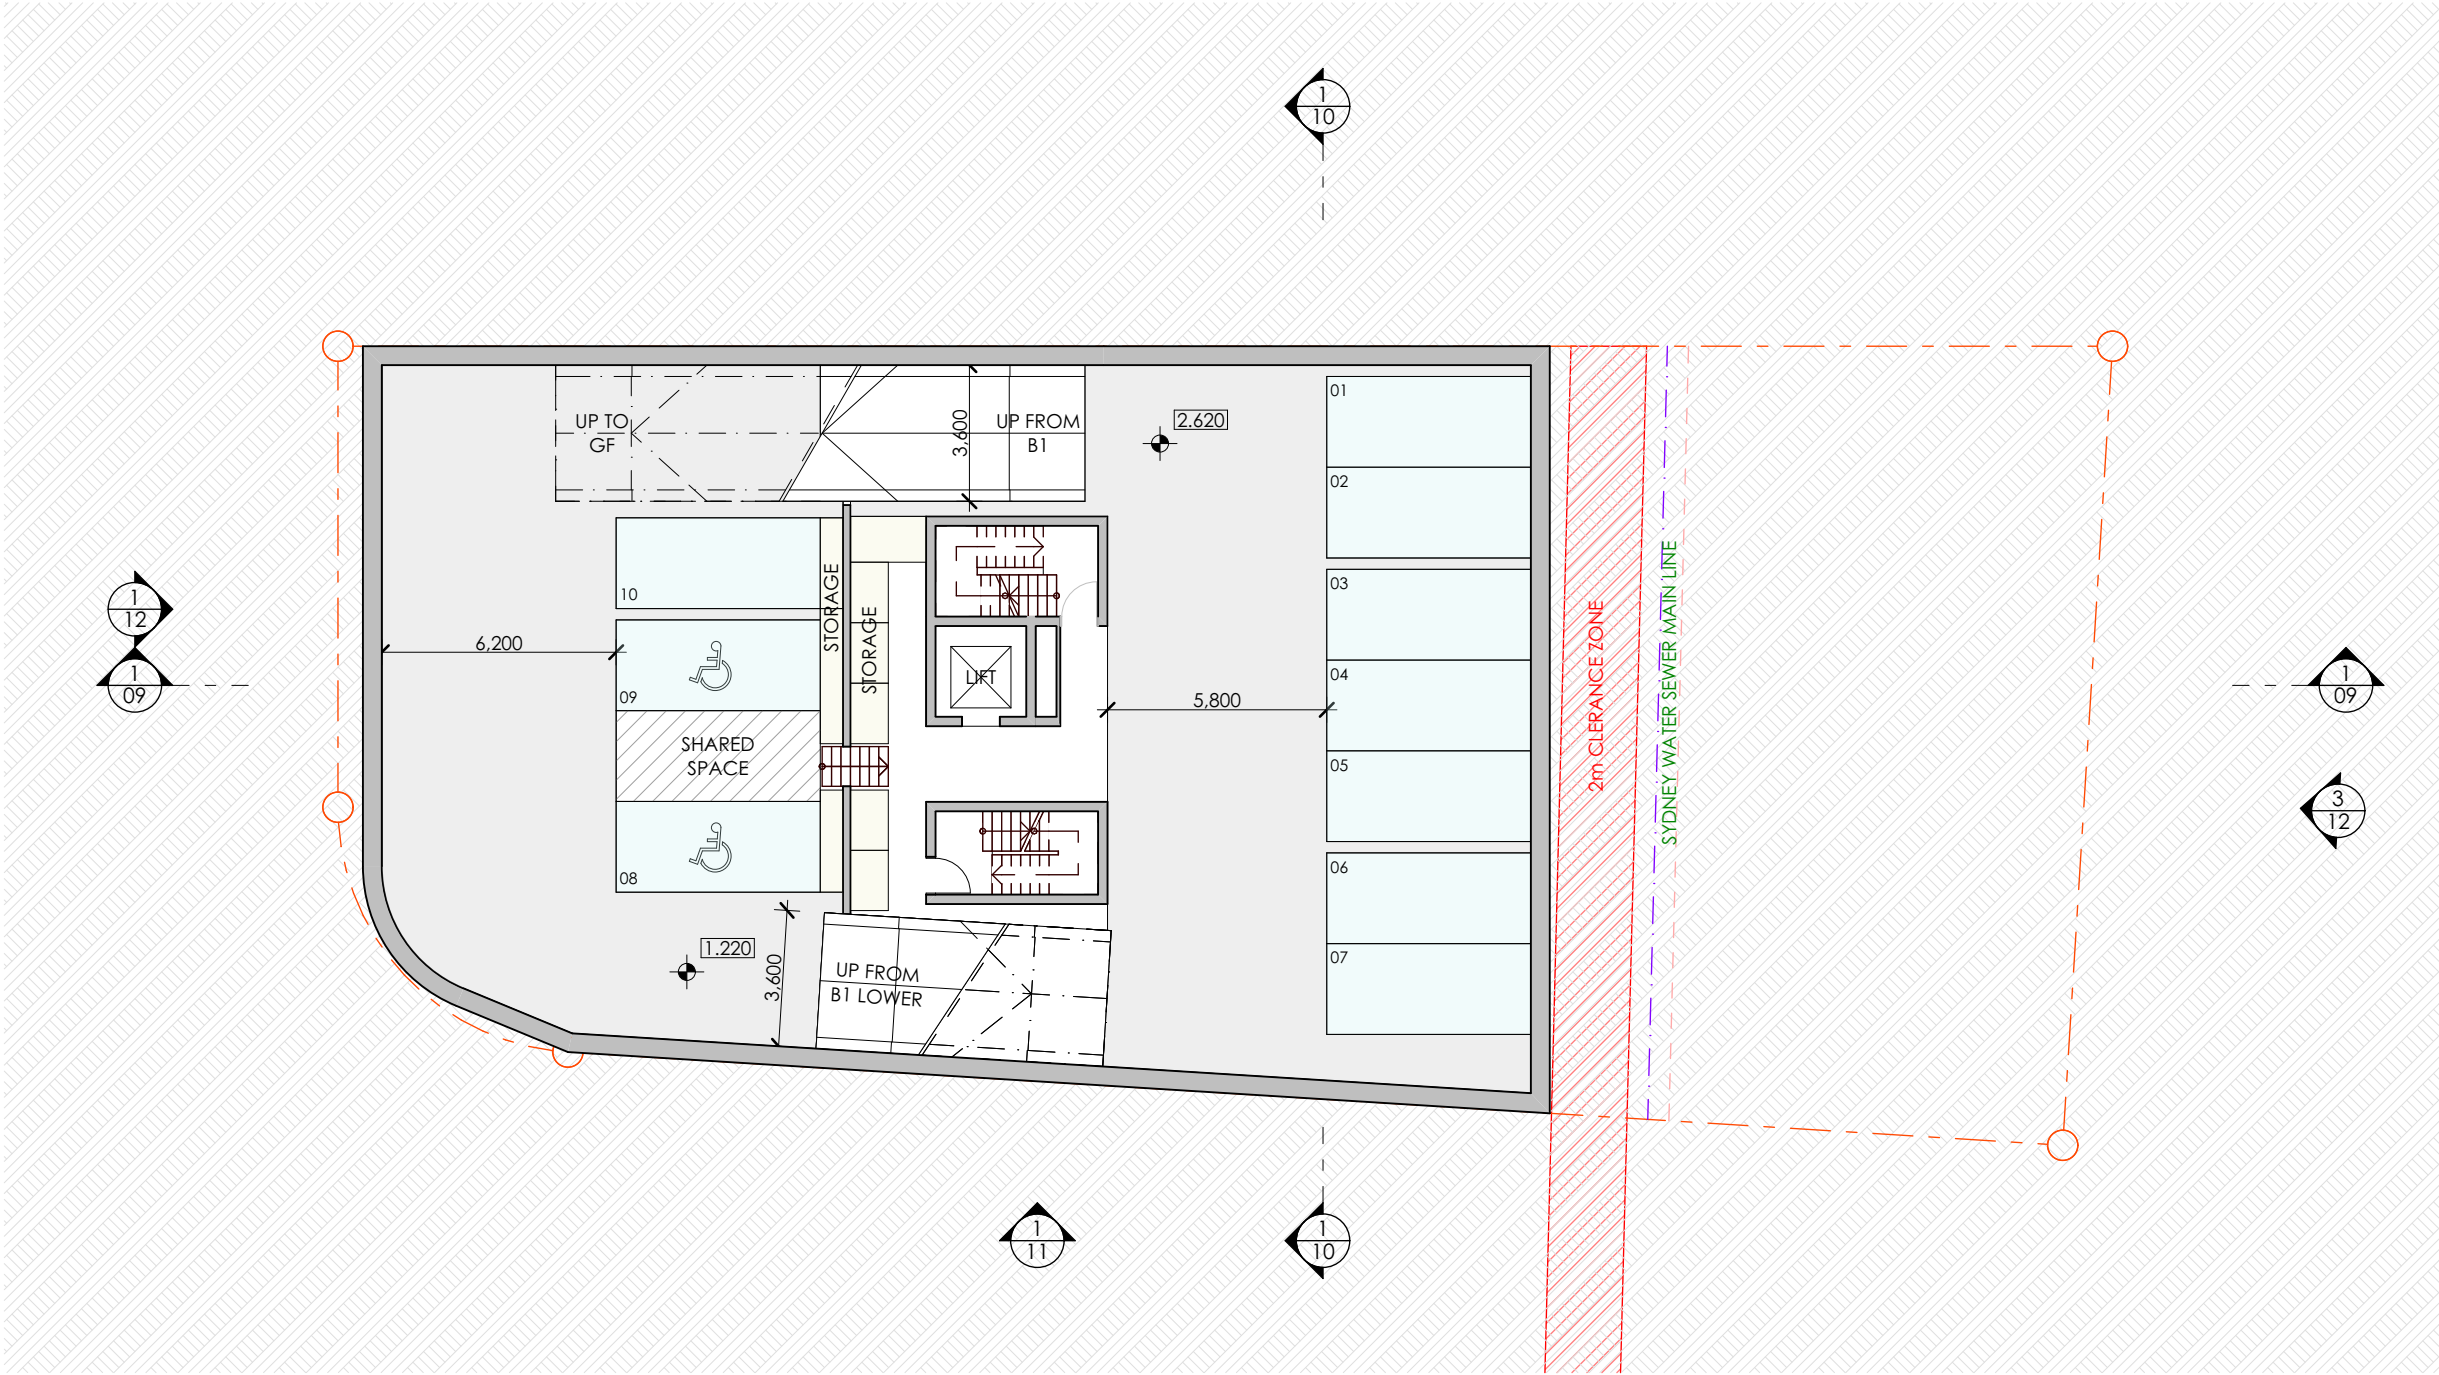 1
10
2.620
01
UP TO
GF
3,600
UP FROM
B1
02
10
STORAGE
STORAGE
03
1
12
6,200
1
09
09
LIFT
04
5,800
2m CLERANCE ZONE
SYDNEY WATER SEWER MAIN LINE
1
09
SHARED
SPACE
05
3
12
08
06
1.220
3,600
UP FROM
B1 LOWER
07
1
11
1
10